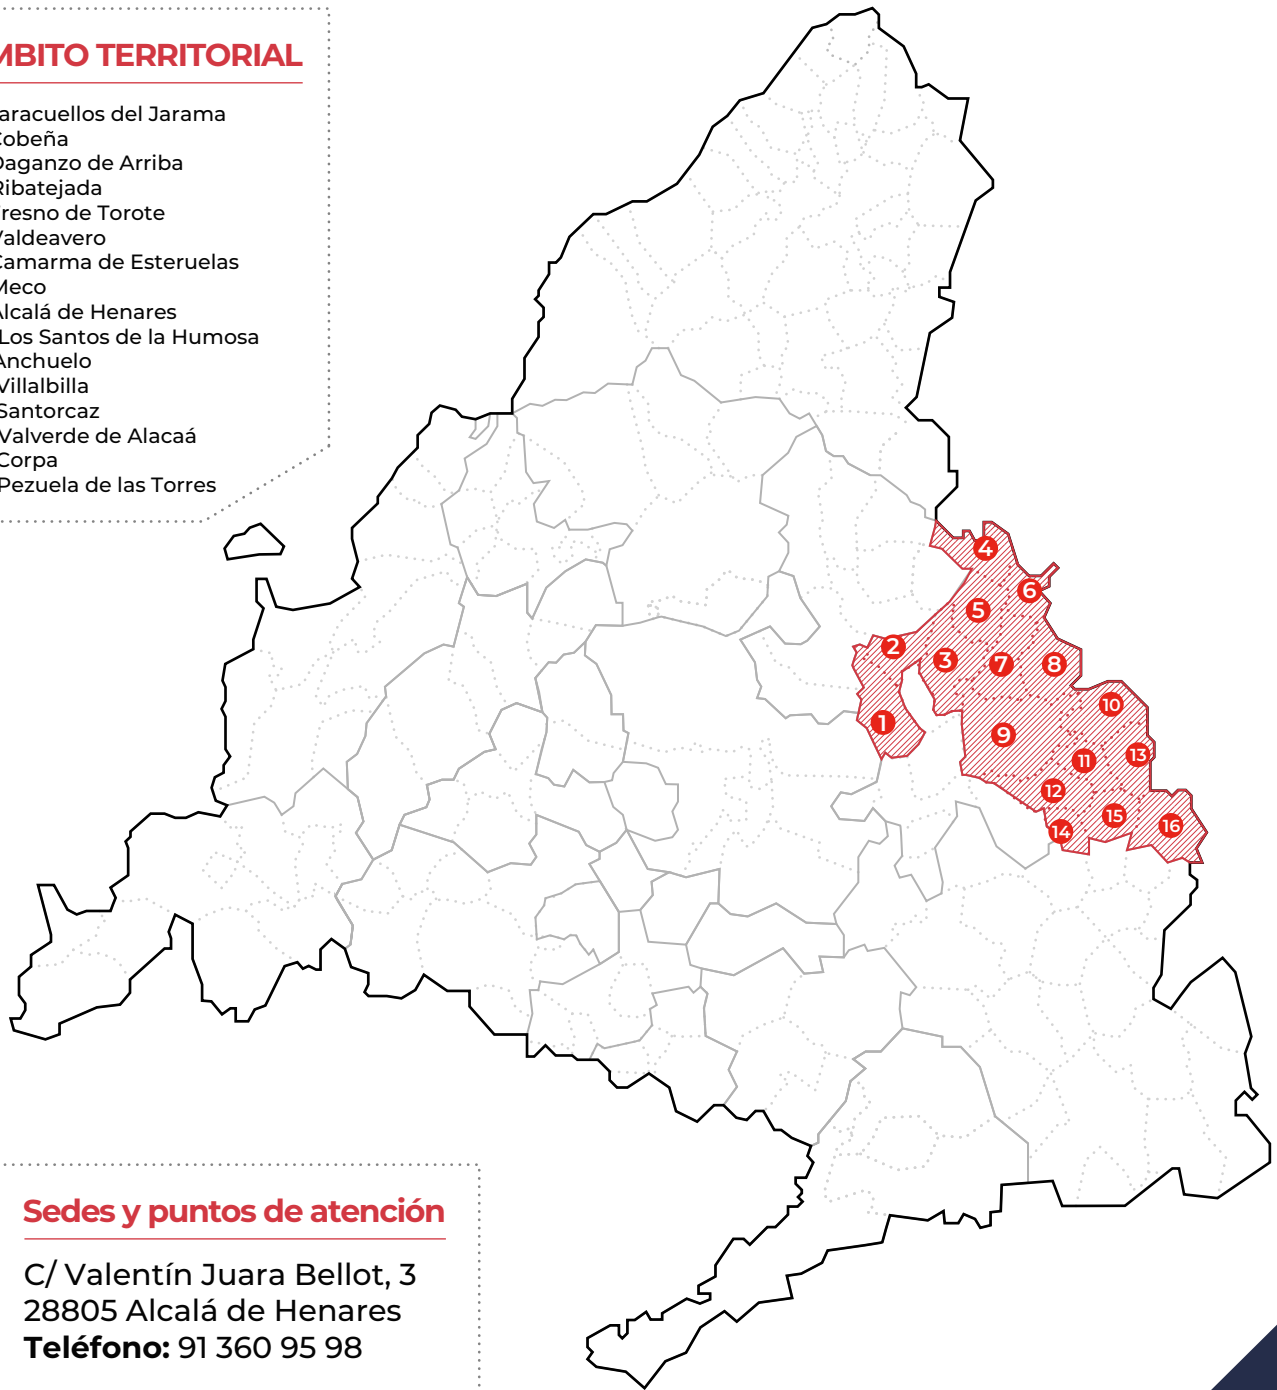 MBITO TERRITORIAL
aracuellos del Jarama
Cobeña
Daganzo de Arriba
Ribatejada
resno de Torote
Valdeavero
Camarma de Esteruelas
Meco
Alcalá de Henares
Los Santos de la Humosa
Anchuelo
Villalbilla
Santorcaz
Valverde de Alacaá
Corpa
Pezuela de las Torres
4
6
5
2
3
7
8
10
1
9
13
11
12
15
16
14
Sedes y puntos de atención
C/ Valentín Juara Bellot, 3
28805 Alcalá de Henares
Teléfono: 91 360 95 98